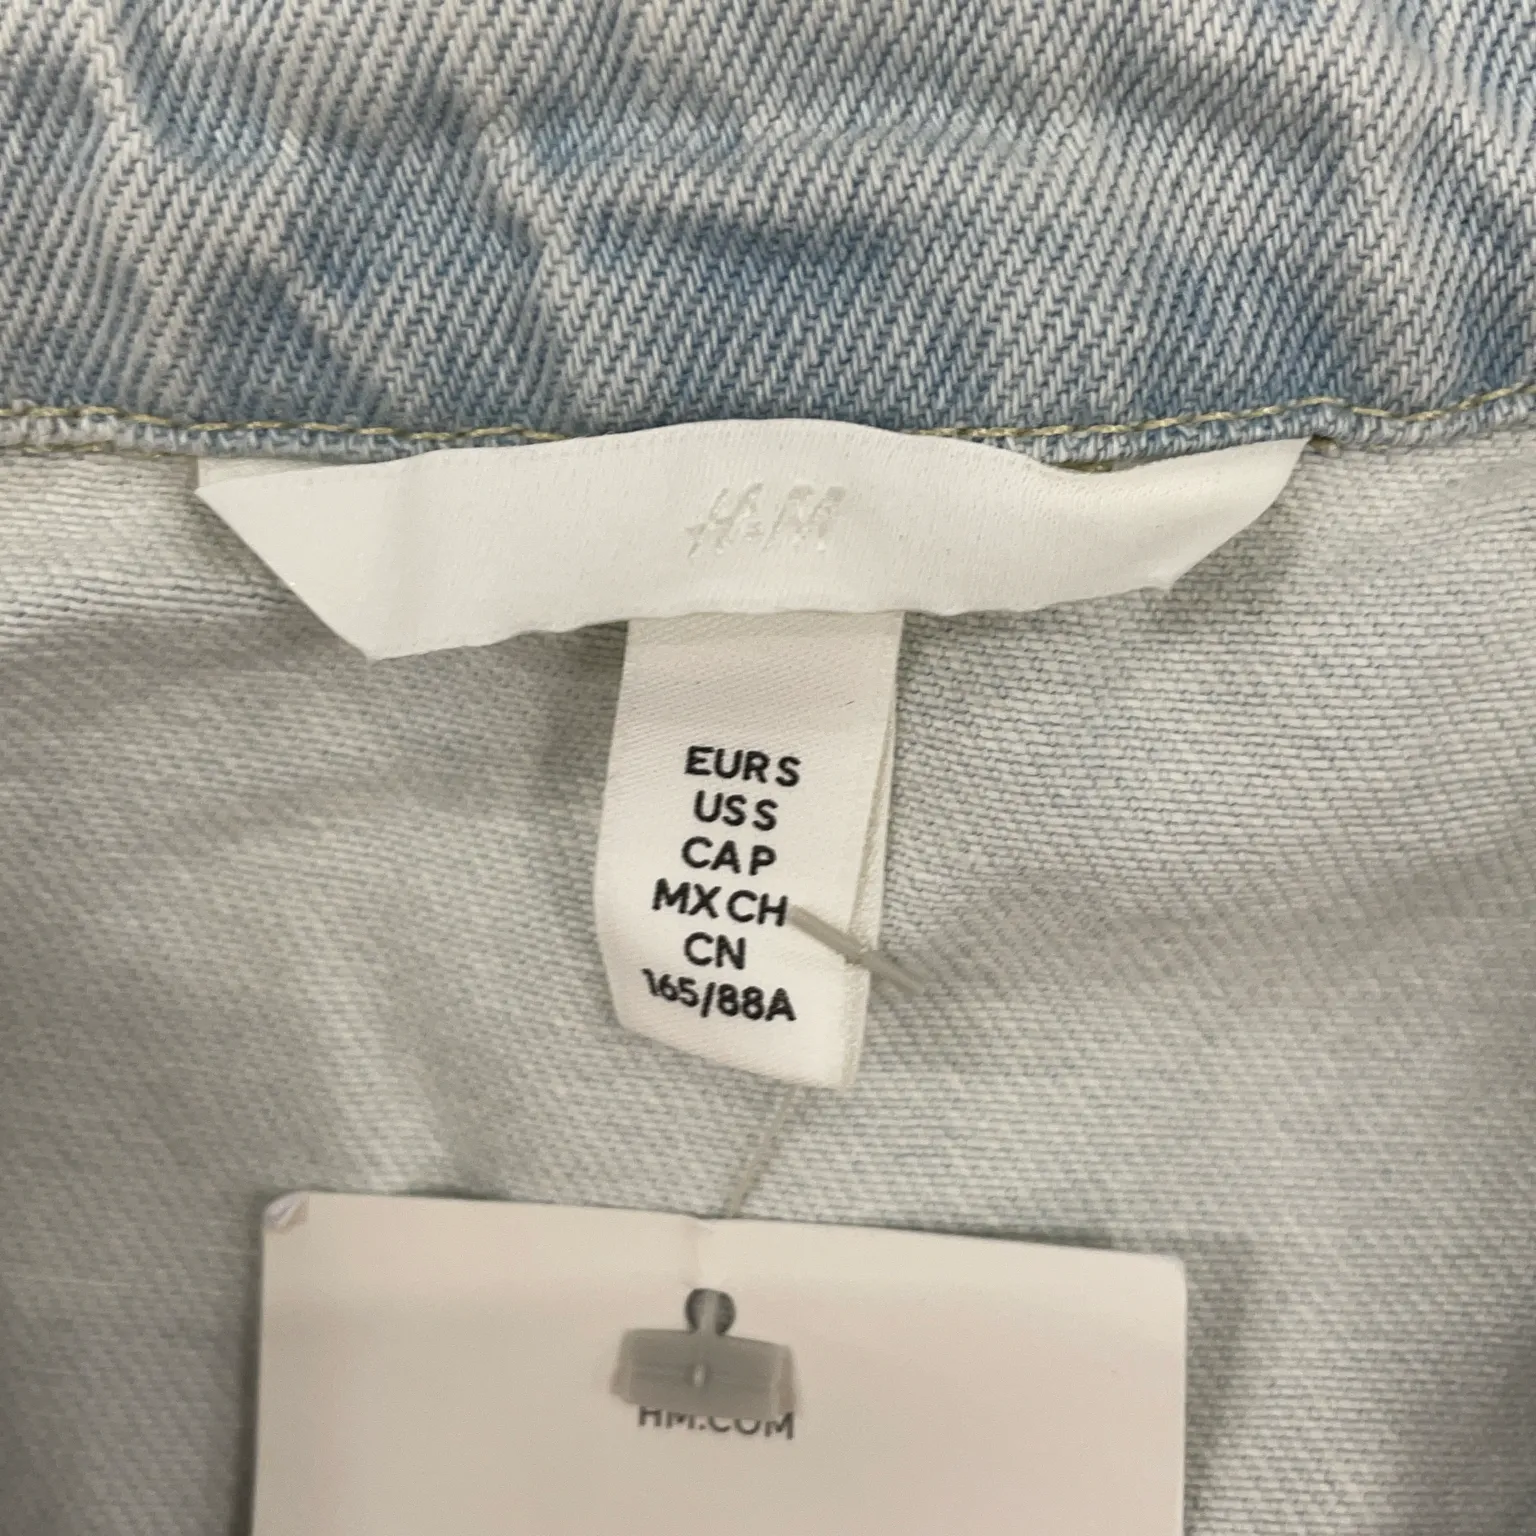 H&M
EUR S
US S
CA P
MX CH
CN
165/88A
HM.COM